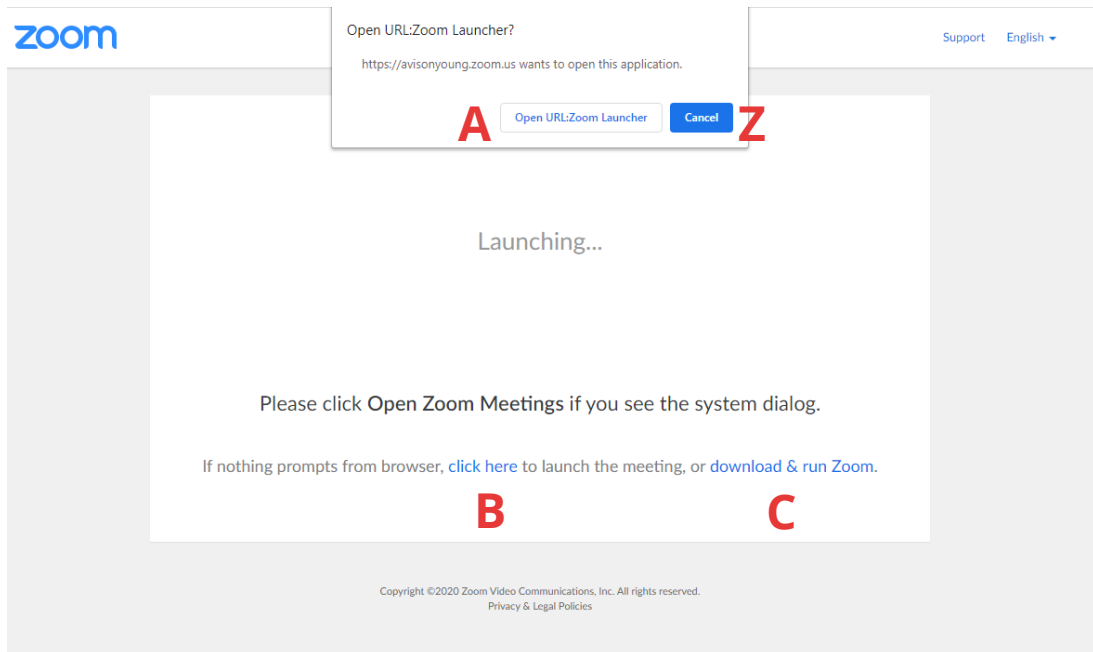 zoom
Open URL:Zoom Launcher?
https://avisonyoung.zoom.us wants to open this application.
A Open URL:Zoom Launcher Cancel Z
Support English
Launching...
Please click Open Zoom Meetings if you see the system dialog.
If nothing prompts from browser, click here to launch the meeting, or download & run Zoom.
B C
Copyright ©2020 Zoom Video Communications, Inc. All rights reserved.
Privacy & Legal Policies